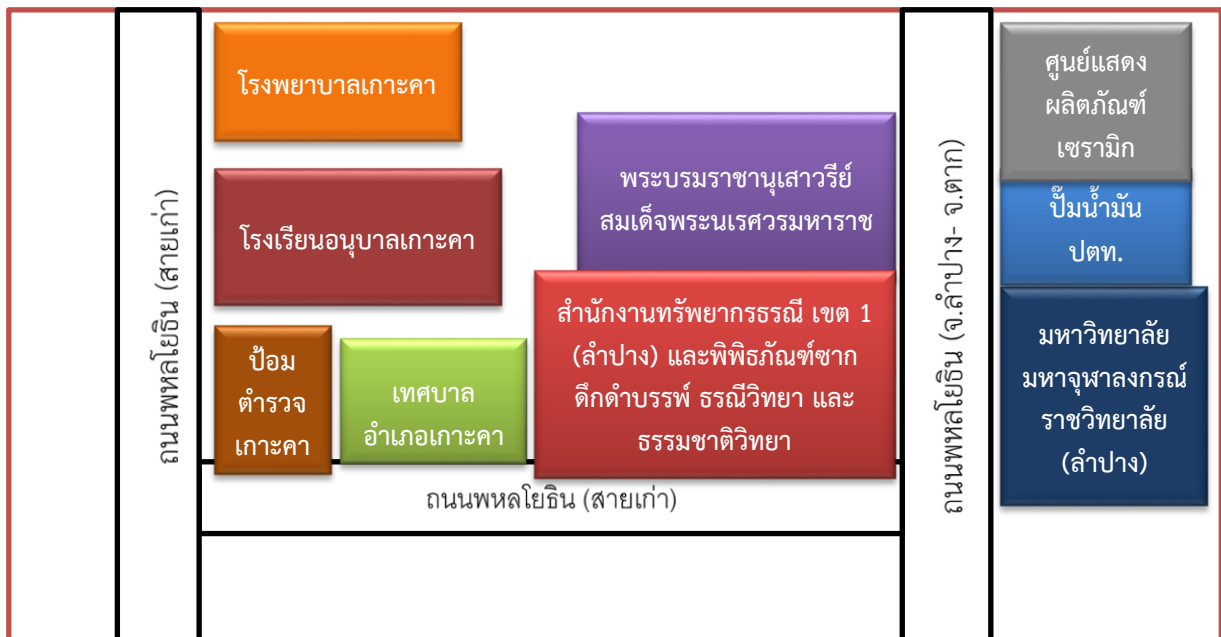 โรงพยาบาลเกาะคา
โรงเรียนอนุบาลเกาะคา
ป้อม
ตำรวจ
เกาะคา
เทศบาล
อำเภอเกาะคา
พระบรมราชานุเสาวรีย์
สมเด็จพระนเรศวรมหาราช
สำนักงานทรัพยากรธรณี เขต 1
(ลำปาง) และพิพิธภัณฑ์ซาก
ดึกดำบรรพ์ ธรณีวิทยา และ
ธรรมชาติวิทยา
ศูนย์แสดง
ผลิตภัณฑ์
เซรามิก
ปั๊มน้ำมัน
ปตท.
มหาวิทยาลัย
มหาจุฬาลงกรณ์
ราชวิทยาลัย
(ลำปาง)
ถนนพหลโยธิน (สายเก่า)
ถนนพหลโยธิน (สายเก่า)
ถนนพหลโยธิน (จ.ลำปาง- จ.ตาก)